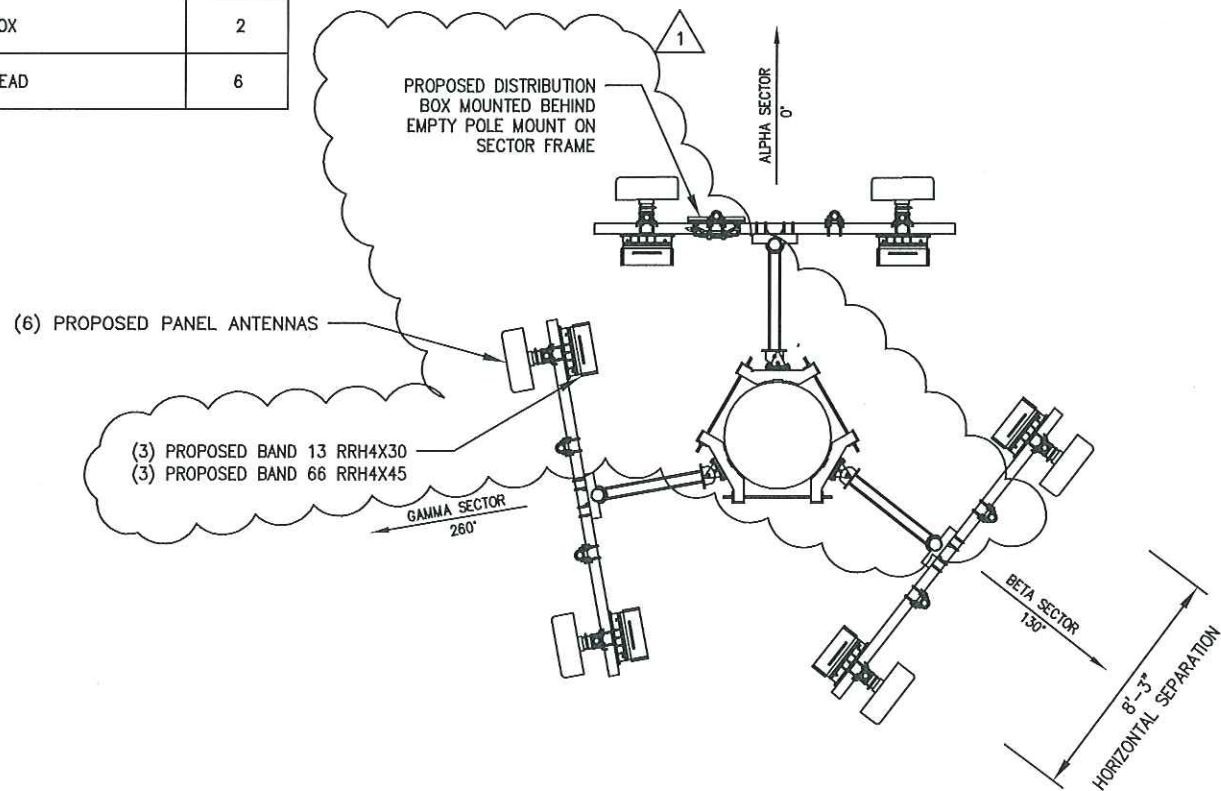 OX 2
EAD 6
1
PROPOSED DISTRIBUTION
BOX MOUNTED BEHIND
EMPTY POLE MOUNT ON
SECTOR FRAME
ALPHA SECTOR
0°
(6) PROPOSED PANEL ANTENNAS
(3) PROPOSED BAND 13 RRH4X30
(3) PROPOSED BAND 66 RRH4X45
GAMMA SECTOR
260°
BETA SECTOR
130°
8'-3"
HORIZONTAL SEPARATION